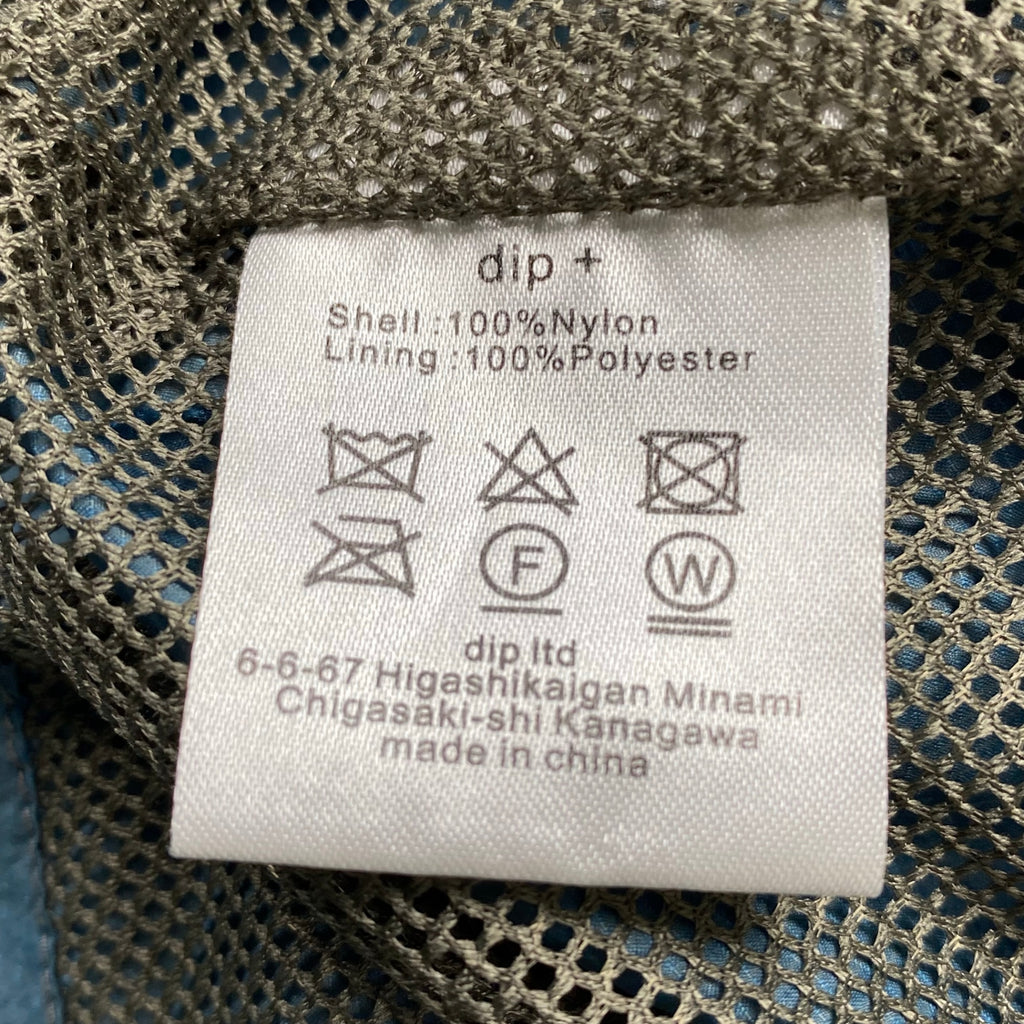 dip +
Shell :100%Nylon
Lining :100%Polyester
F
W
dip ltd
6-6-67 Higashikaigan Minami
Chigasaki-shi Kanagawa
made in china